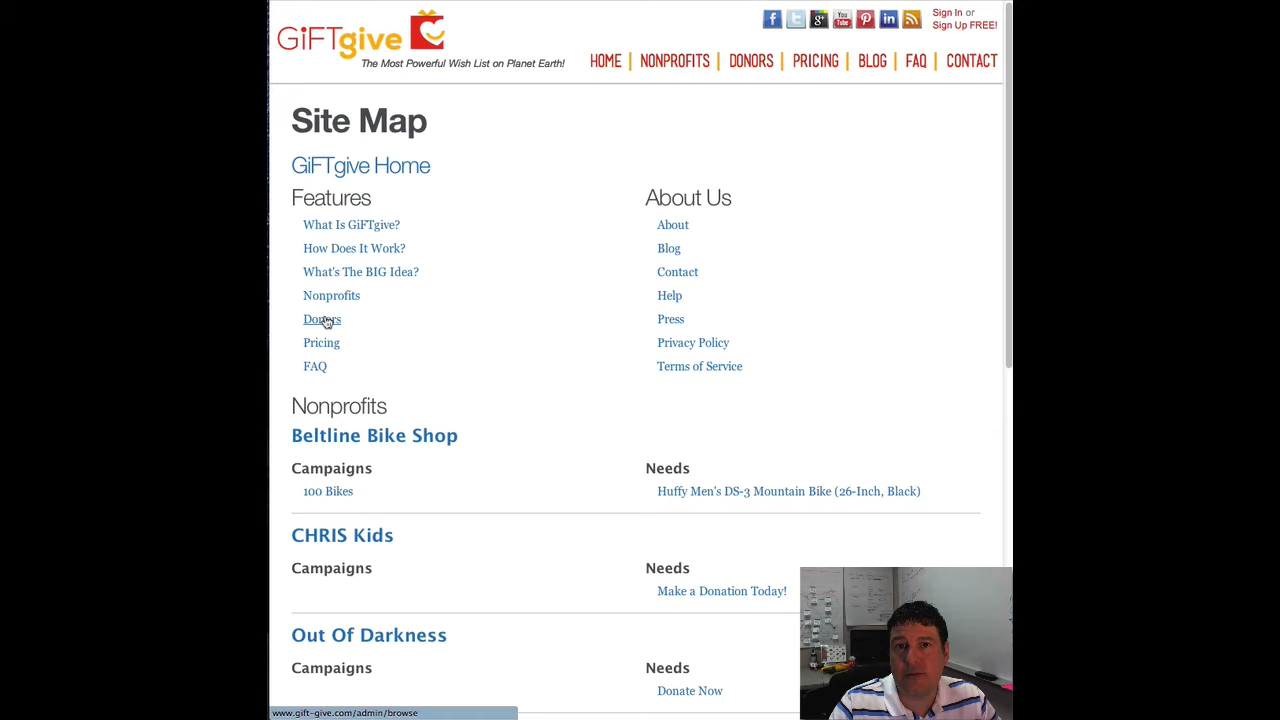 GiFTgive
The Most Powerful Wish List on Planet Earth!
Sign In or
Sign Up FREE!
HOME | NONPROFITS | DONORS | PRICING | BLOG | FAQ | CONTACT
Site Map
GiFTgive Home
Features
What Is GiFTgive?
How Does It Work?
What's The BIG Idea?
Nonprofits
Donors
Pricing
FAQ
About Us
About
Blog
Contact
Help
Press
Privacy Policy
Terms of Service
Nonprofits
Beltline Bike Shop
Campaigns
100 Bikes
Needs
Huffy Men's DS-3 Mountain Bike (26-Inch, Black)
CHRIS Kids
Campaigns
Needs
Make a Donation Today!
Out Of Darkness
Campaigns
Needs
Donate Now
www.gift-give.com/admin/browse